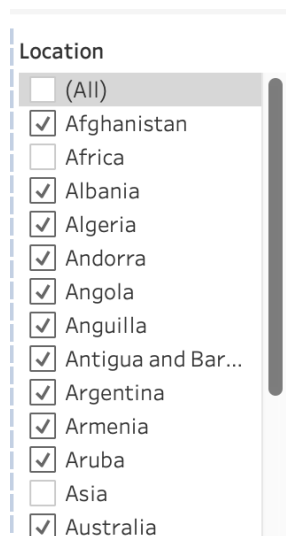 Location
(All)
Afghanistan
Africa
Albania
Algeria
Andorra
Angola
Anguilla
Antigua and Bar...
Argentina
Armenia
Aruba
Asia
Australia